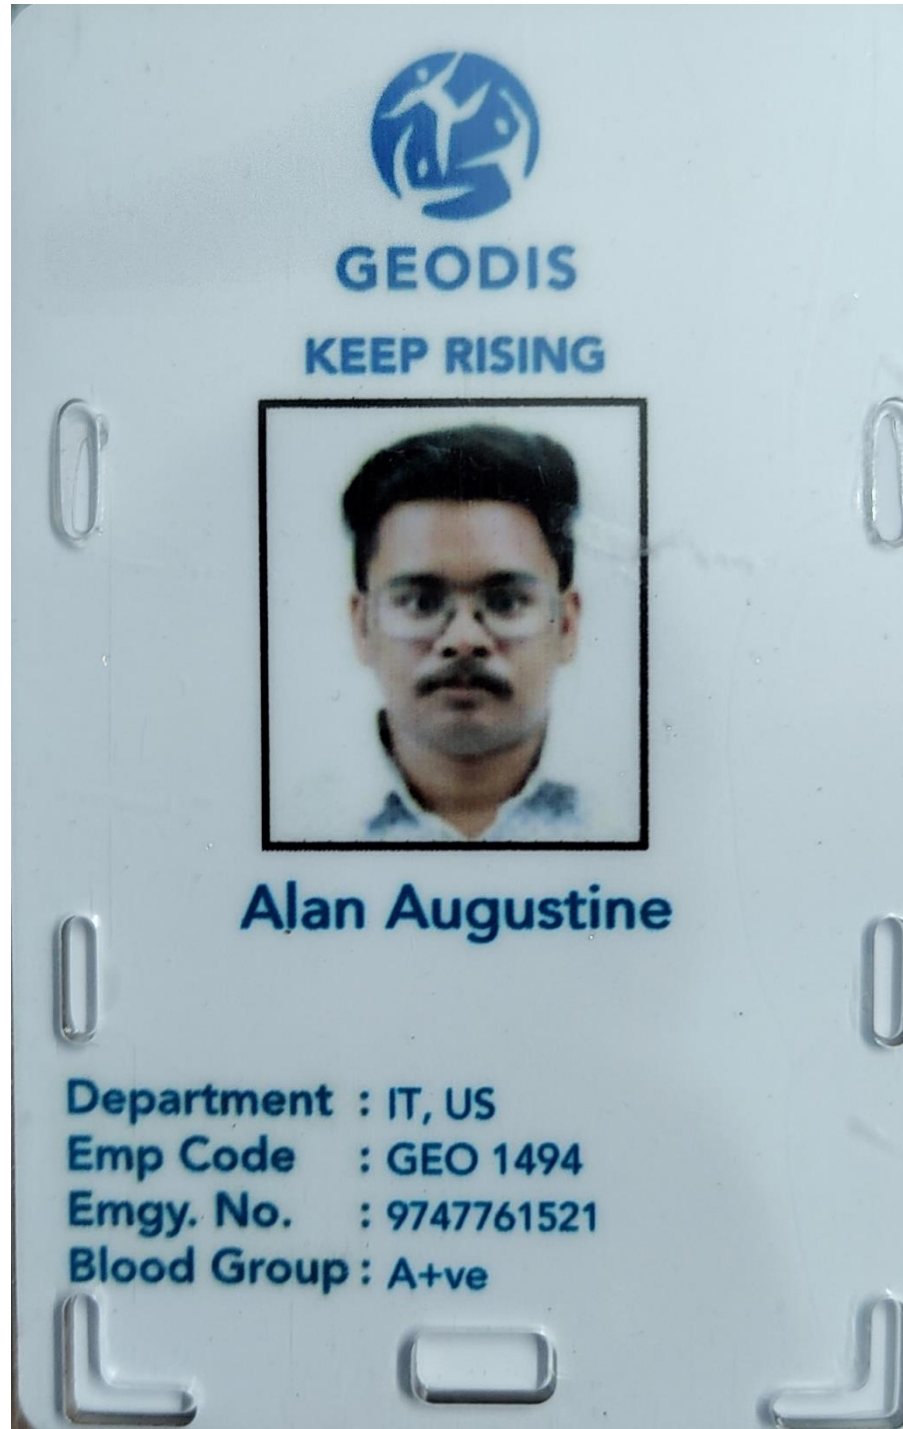 GEODIS
KEEP RISING
Alan Augustine
Department : IT, US
Emp Code : GEO 1494
Emgy. No. : 9747761521
Blood Group : A+ve